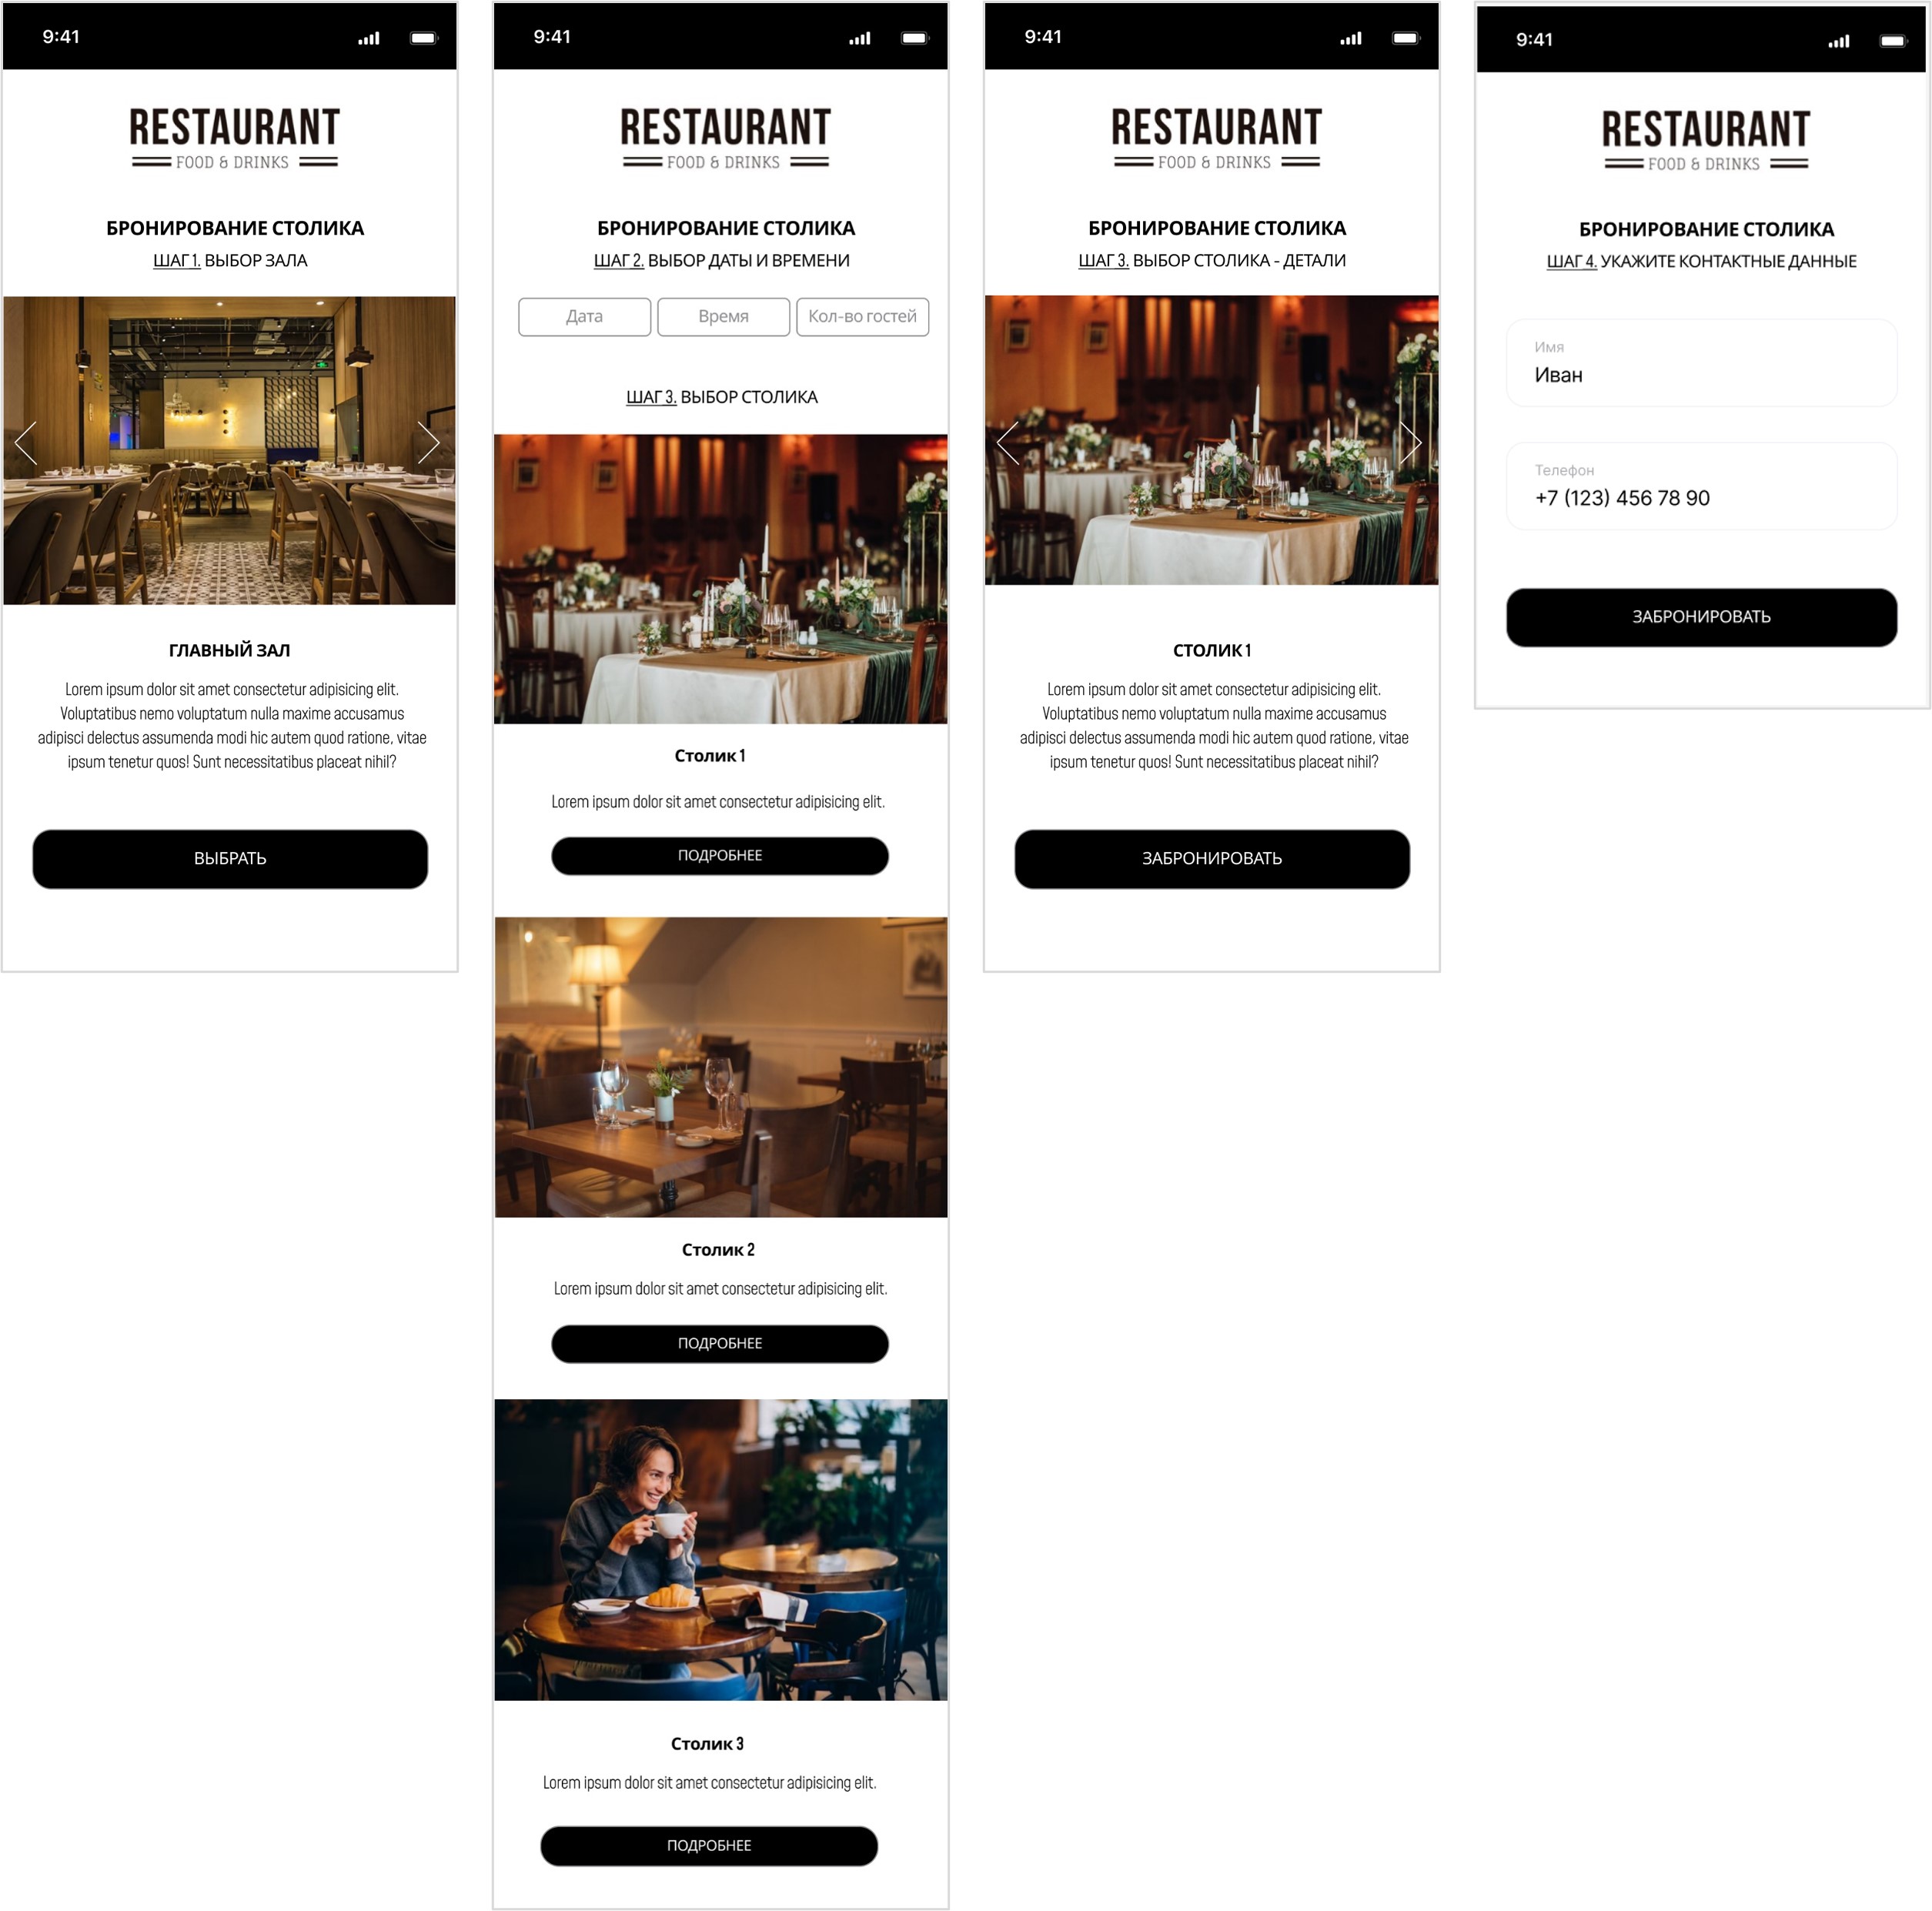 9:41
RESTAURANT
FOOD & DRINKS
БРОНИРОВАНИЕ СТОЛИКА
ШАГ 1. ВЫБОР ЗАЛА
ГЛАВНЫЙ ЗАЛ
Lorem ipsum dolor sit amet consectetur adipisicing elit.
Voluptatibus nemo voluptatum nulla maxime accusamus
adipisci delectus assumenda modi hic autem quod ratione, vitae
ipsum tenetur quos! Sunt necessitatibus placeat nihil?
ВЫБРАТЬ
9:41
RESTAURANT
FOOD & DRINKS
БРОНИРОВАНИЕ СТОЛИКА
ШАГ 2. ВЫБОР ДАТЫ И ВРЕМЕНИ
Дата Время Кол-во гостей
ШАГ 3. ВЫБОР СТОЛИКА
Столик 1
Lorem ipsum dolor sit amet consectetur adipisicing elit.
ПОДРОБНЕЕ
Столик 2
Lorem ipsum dolor sit amet consectetur adipisicing elit.
ПОДРОБНЕЕ
Столик 3
Lorem ipsum dolor sit amet consectetur adipisicing elit.
ПОДРОБНЕЕ
9:41
RESTAURANT
FOOD & DRINKS
БРОНИРОВАНИЕ СТОЛИКА
ШАГ 3. ВЫБОР СТОЛИКА - ДЕТАЛИ
СТОЛИК 1
Lorem ipsum dolor sit amet consectetur adipisicing elit.
Voluptatibus nemo voluptatum nulla maxime accusamus
adipisci delectus assumenda modi hic autem quod ratione, vitae
ipsum tenetur quos! Sunt necessitatibus placeat nihil?
ЗАБРОНИРОВАТЬ
9:41
RESTAURANT
FOOD & DRINKS
БРОНИРОВАНИЕ СТОЛИКА
ШАГ 4. УКАЖИТЕ КОНТАКТНЫЕ ДАННЫЕ
Имя
Иван
Телефон
+7 (123) 456 78 90
ЗАБРОНИРОВАТЬ